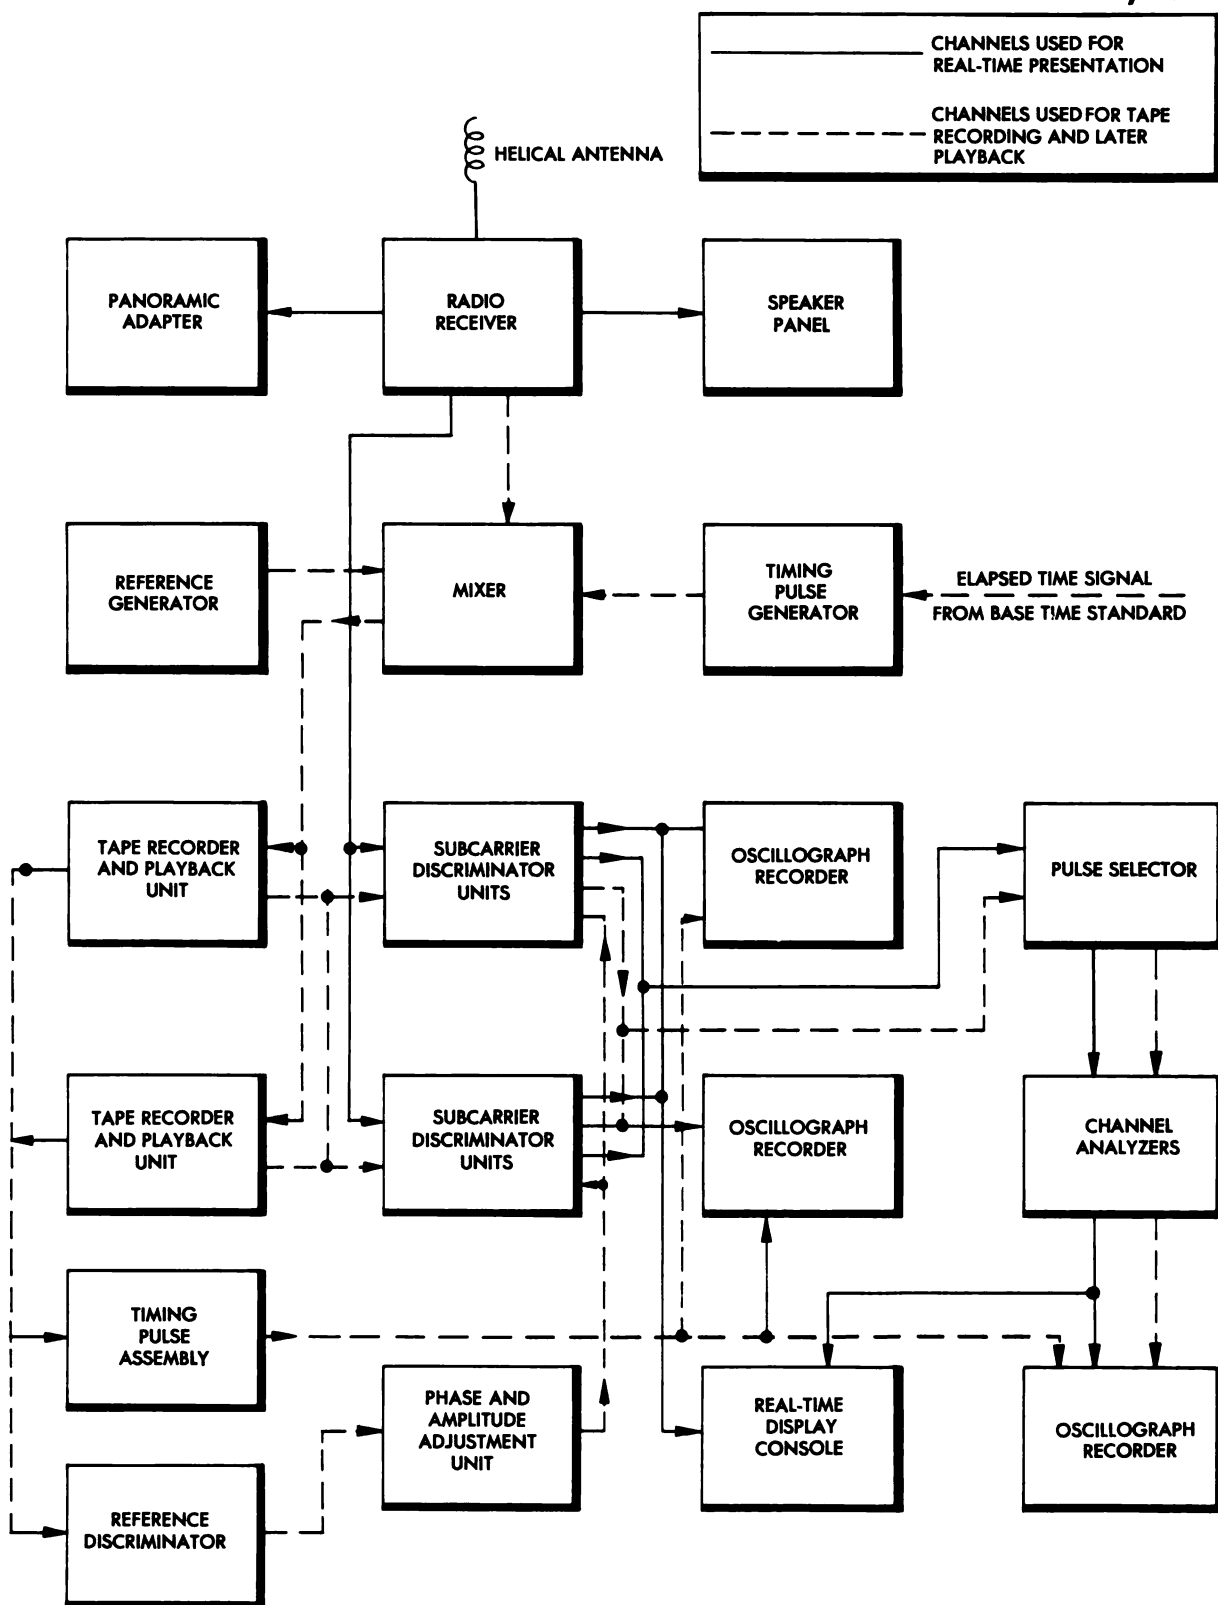 CHANNELS USED FOR
REAL-TIME PRESENTATION
CHANNELS USED FOR TAPE
RECORDING AND LATER
PLAYBACK
HELICAL ANTENNA
PANORAMIC
ADAPTER
RADIO
RECEIVER
SPEAKER
PANEL
REFERENCE
GENERATOR
MIXER
TIMING
PULSE
GENERATOR
ELAPSED TIME SIGNAL
FROM BASE TIME STANDARD
TAPE RECORDER
AND PLAYBACK
UNIT
SUBCARRIER
DISCRIMINATOR
UNITS
OSCILLOGRAPH
RECORDER
PULSE SELECTOR
TAPE RECORDER
AND PLAYBACK
UNIT
SUBCARRIER
DISCRIMINATOR
UNITS
OSCILLOGRAPH
RECORDER
CHANNEL
ANALYZERS
TIMING
PULSE
ASSEMBLY
PHASE AND
AMPLITUDE
ADJUSTMENT
UNIT
REAL-TIME
DISPLAY
CONSOLE
OSCILLOGRAPH
RECORDER
REFERENCE
DISCRIMINATOR